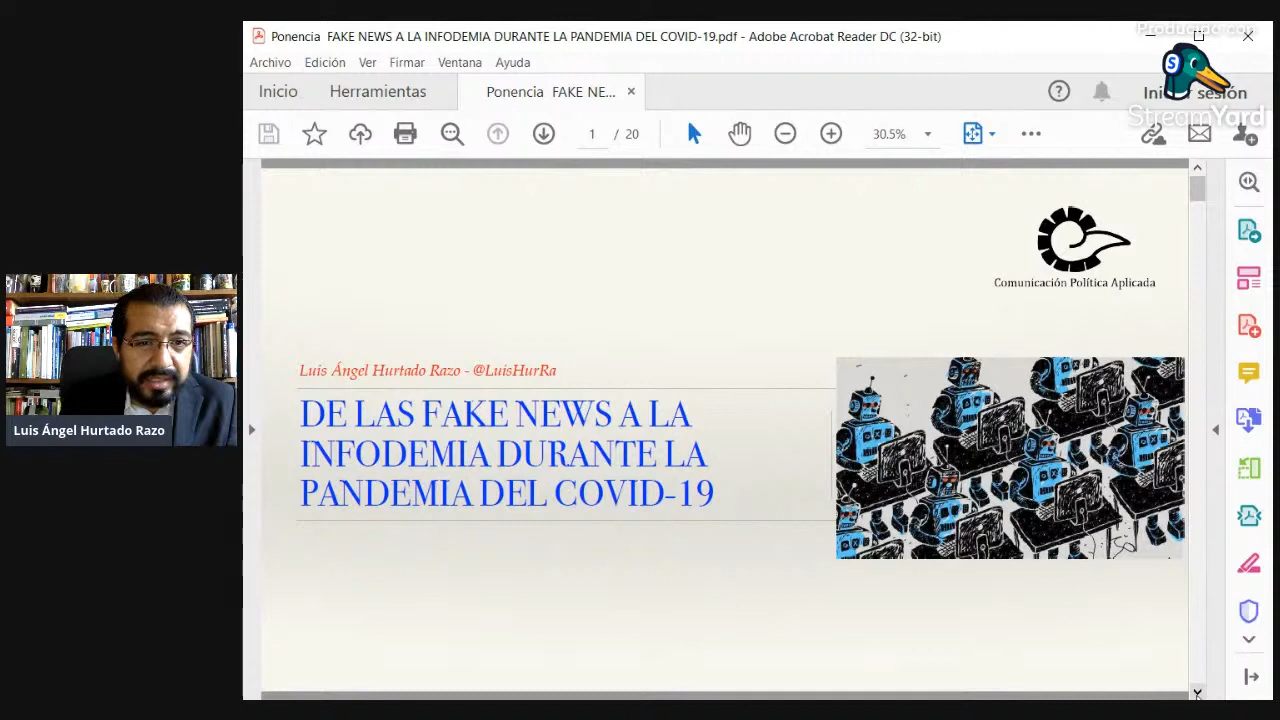 Ponencia FAKE NEWS A LA INFODEMIA DURANTE LA PANDEMIA DEL COVID-19.pdf - Adobe Acrobat Reader DC (32-bit)
Producido con
StreamYard
Archivo Edición Ver Firmar Ventana Ayuda
Inicio Herramientas Ponencia FAKE NE... × Ini sesión
1 / 20 30.5%
Comunicación Política Aplicada
Luis Ángel Hurtado Razo - @LuisHurRa
DE LAS FAKE NEWS A LA
INFODEMIA DURANTE LA
PANDEMIA DEL COVID-19
Luis Ángel Hurtado Razo